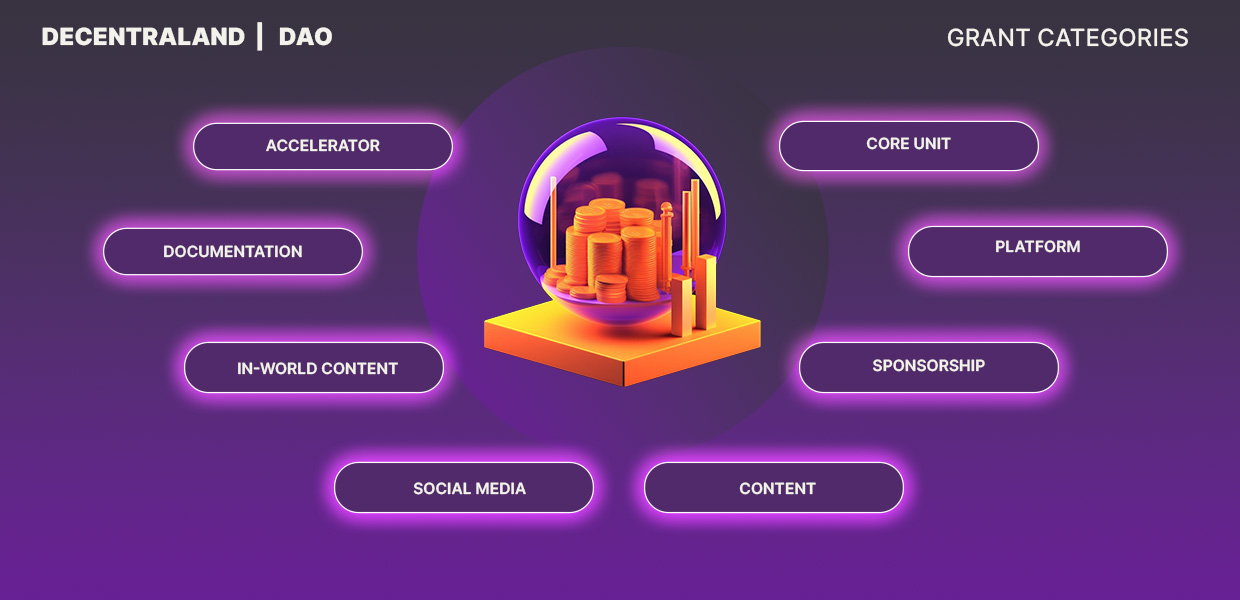 DECENTRALAND | DAO
GRANT CATEGORIES
ACCELERATOR
CORE UNIT
DOCUMENTATION
PLATFORM
IN-WORLD CONTENT
SPONSORSHIP
SOCIAL MEDIA
CONTENT